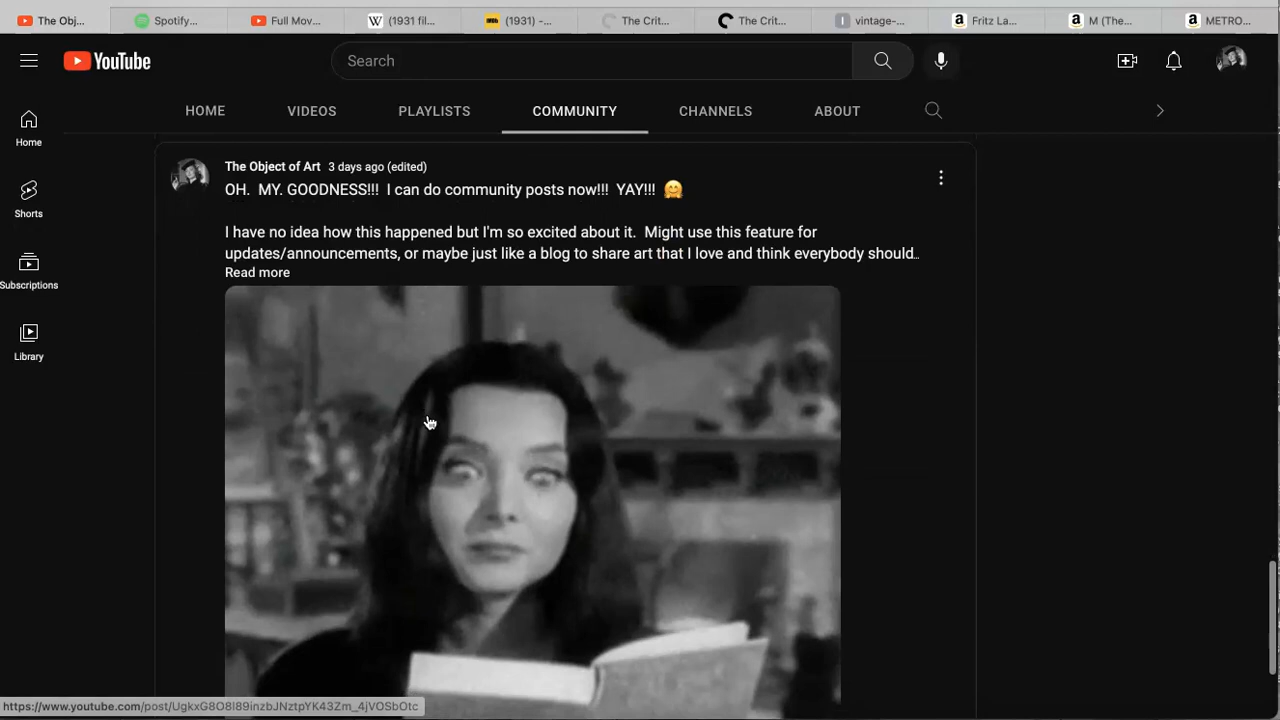 The Obj...
Spotify...
Full Mov...
(1931 fil...
(1931) -...
The Crit...
The Crit...
vintage-...
Fritz La...
M (The...
METRO...
YouTube
Search
HOME
VIDEOS
PLAYLISTS
COMMUNITY
CHANNELS
ABOUT
Home
Shorts
Subscriptions
Library
The Object of Art 3 days ago (edited)
OH. MY. GOODNESS!!! I can do community posts now!!! YAY!!! 🤗
I have no idea how this happened but I'm so excited about it. Might use this feature for
updates/announcements, or maybe just like a blog to share art that I love and think everybody should...
Read more
https://www.youtube.com/post/UgkxG8O8I89inzbJNztpYK43Zm_4jVOSbOtc